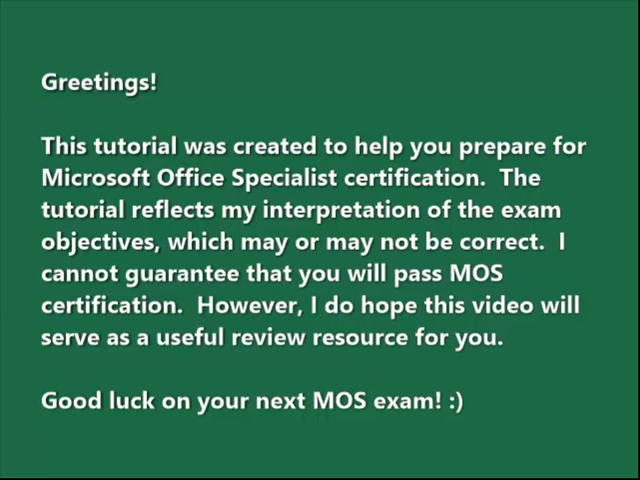 Greetings!
This tutorial was created to help you prepare for
Microsoft Office Specialist certification.  The
tutorial reflects my interpretation of the exam
objectives, which may or may not be correct.  I
cannot guarantee that you will pass MOS
certification.  However, I do hope this video will
serve as a useful review resource for you.
Good luck on your next MOS exam! :)